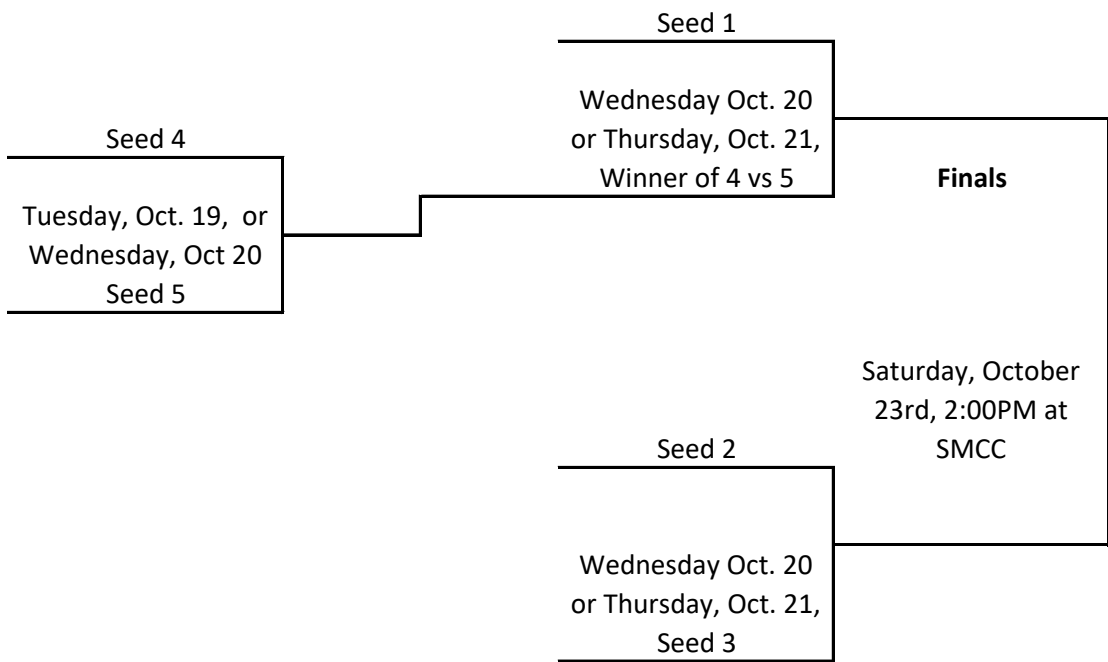 Seed 1
Wednesday Oct. 20
or Thursday, Oct. 21,
Winner of 4 vs 5
Seed 4
Tuesday, Oct. 19,  or
Wednesday, Oct 20
Seed 5
Finals
Saturday, October
23rd, 2:00PM at
SMCC
Seed 2
Wednesday Oct. 20
or Thursday, Oct. 21,
Seed 3